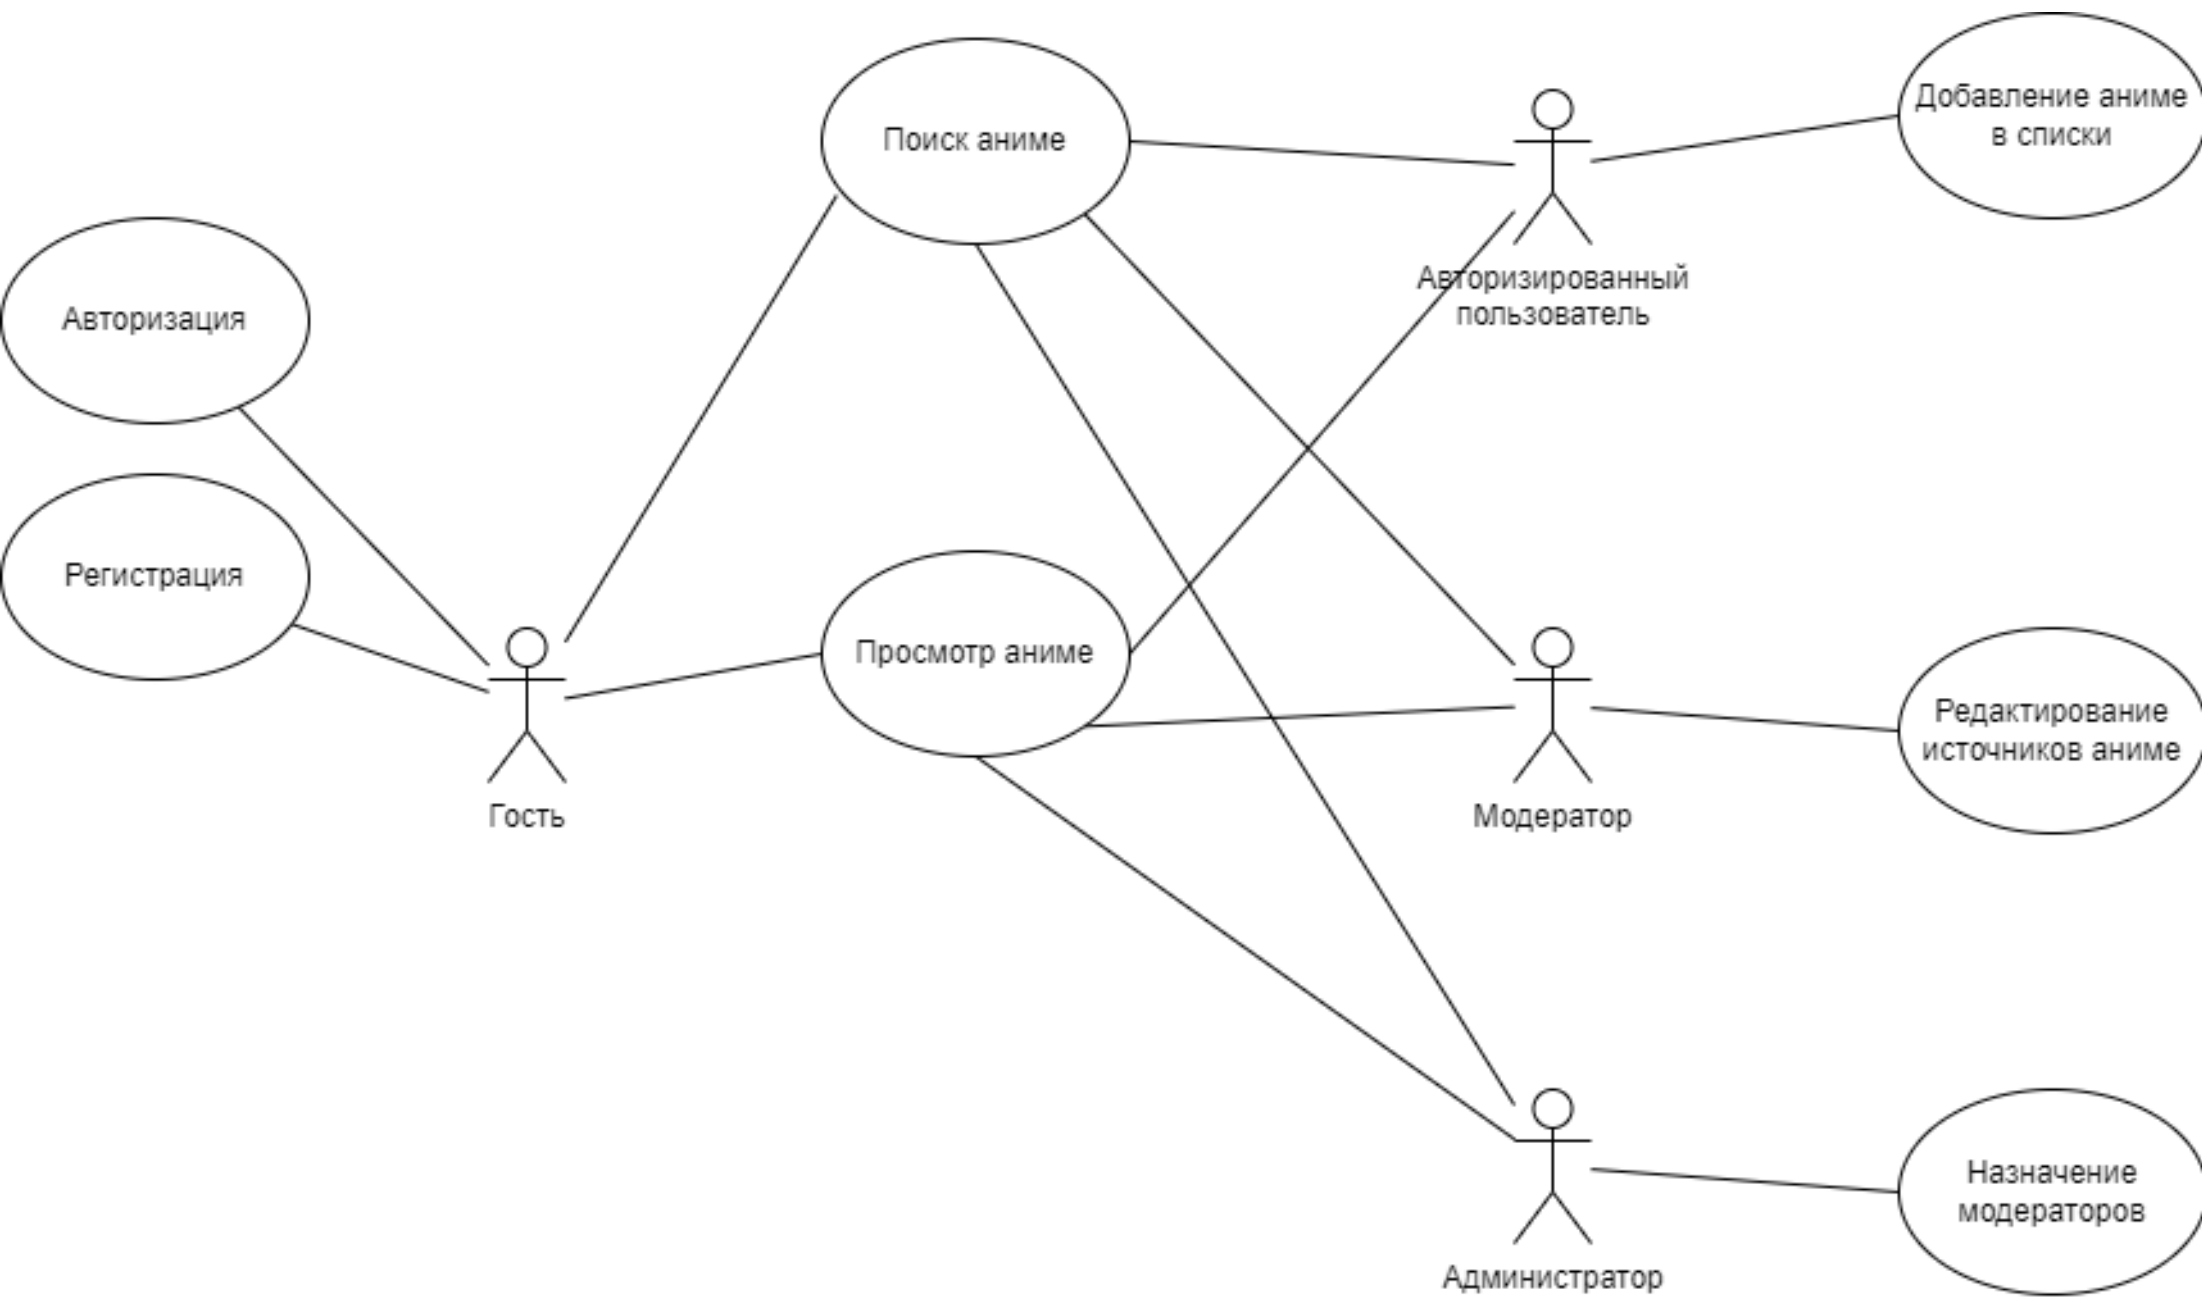 Поиск аниме
Добавление аниме
в списки
Авторизированный
пользователь
Авторизация
Регистрация
Просмотр аниме
Гость
Модератор
Редактирование
источников аниме
Администратор
Назначение
модераторов